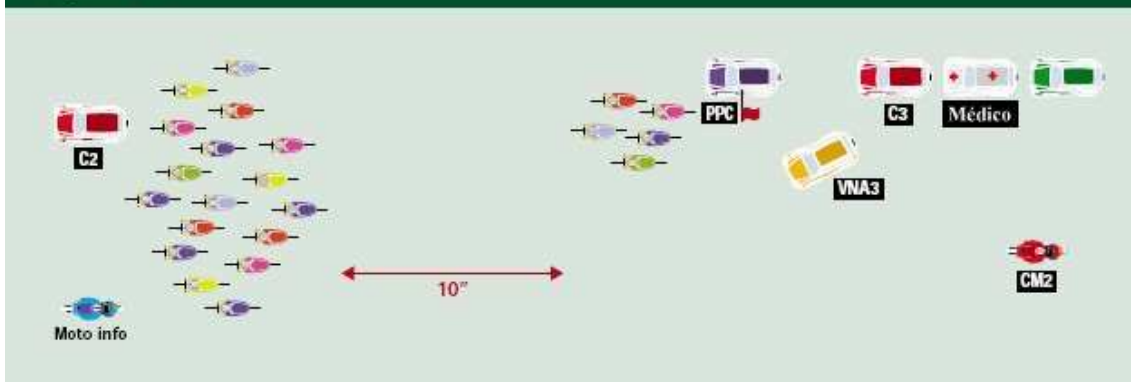 C2
Moto info
10"
PPC
VNA3
C3
Médico
CM2